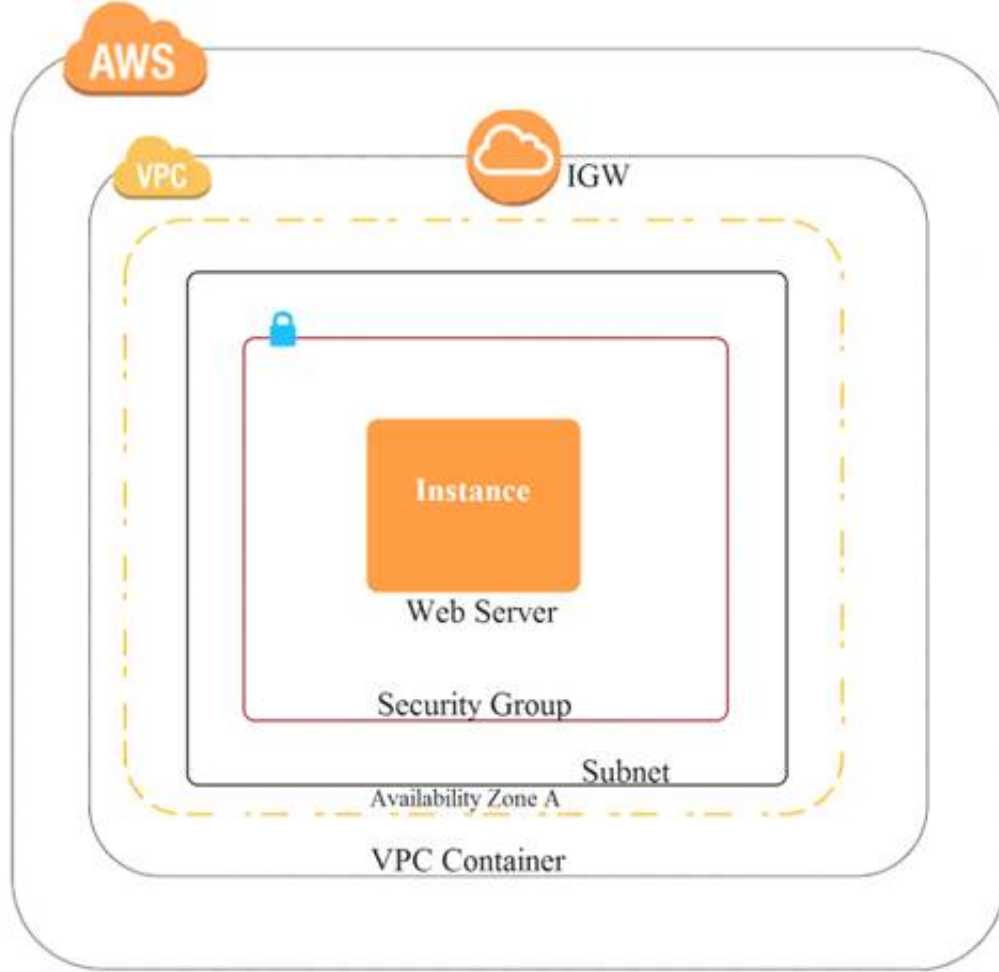 AWS
VPC
IGW
Instance
Web Server
Security Group
Subnet
Availability Zone A
VPC Container